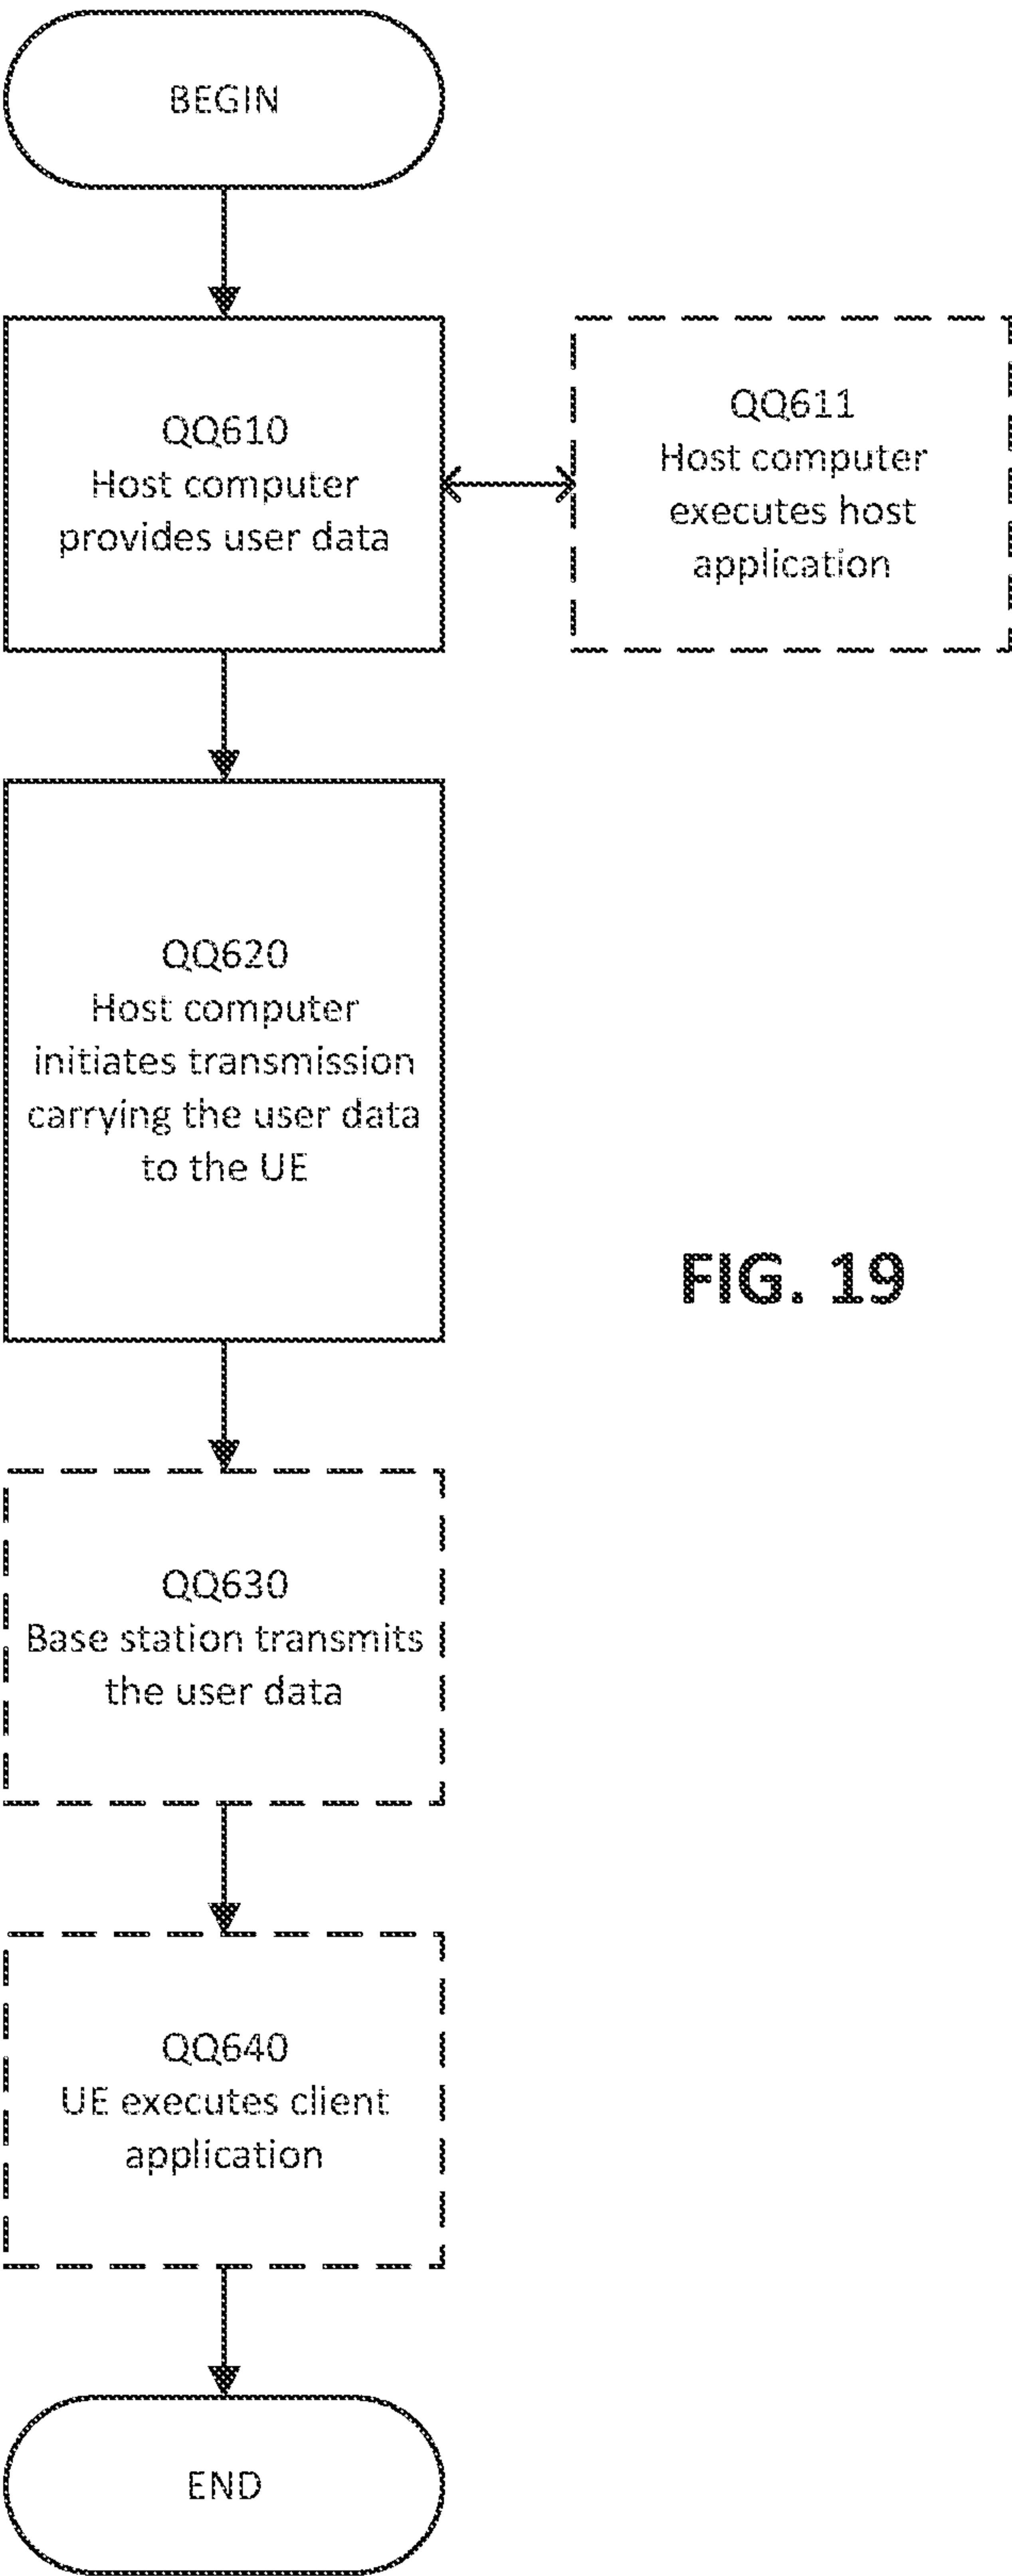 BEGIN
QQ610
Host computer
provides user data
QQ611
Host computer
executes host
application
QQ620
Host computer
initiates transmission
carrying the user data
to the UE
FIG. 19
QQ630
Base station transmits
the user data
QQ640
UE executes client
application
END